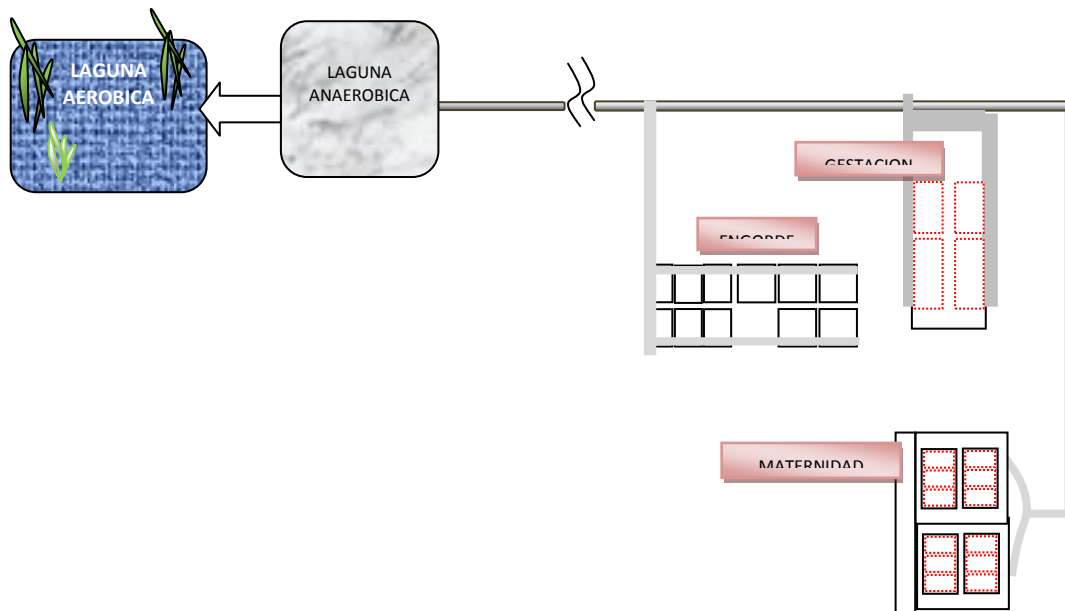 LAGUNA
AEROBICA
LAGUNA
ANAEROBICA
GESTACION
ENGORDE
MATERNIDAD